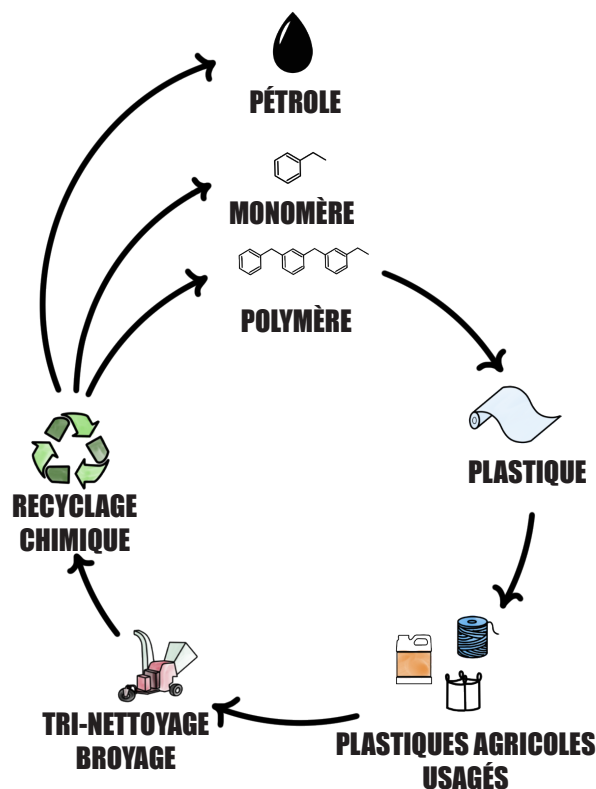 PÉTROLE
MONOMÈRE
POLYMÈRE
PLASTIQUE
RECYCLAGE
CHIMIQUE
TRI-NETTOYAGE
BROYAGE
PLASTIQUES AGRICOLES
USAGÉS